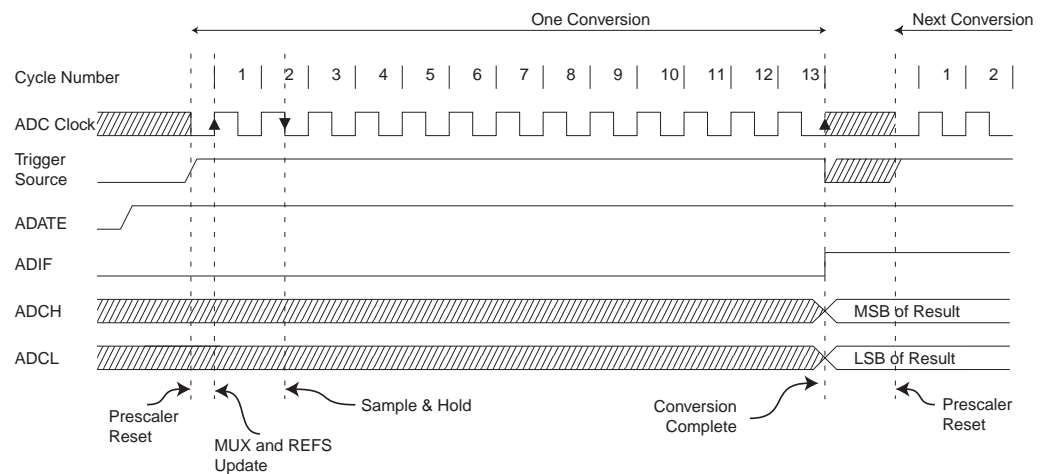 One Conversion Next Conversion
Cycle Number 1 2 3 4 5 6 7 8 9 10 11 12 13 1 2
ADC Clock
Trigger
Source
ADATE
ADIF
ADCH MSB of Result
ADCL LSB of Result
Prescaler
Reset
MUX and REFS
Update
Sample & Hold
Conversion
Complete
Prescaler
Reset